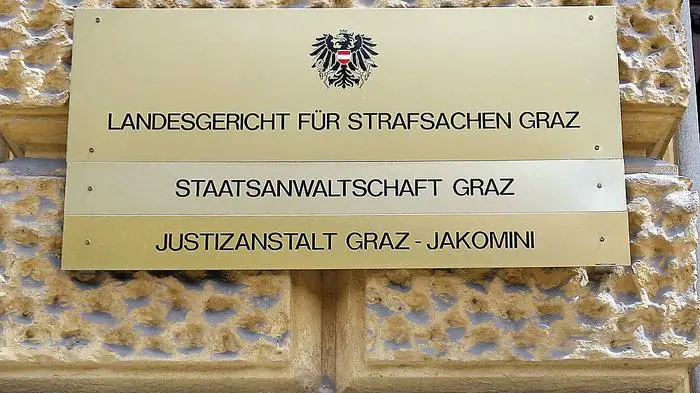 LANDESGERICHT FÜR STRAFSACHEN GRAZ
STAATSANWALTSCHAFT GRAZ
JUSTIZANSTALT GRAZ - JAKOMINI